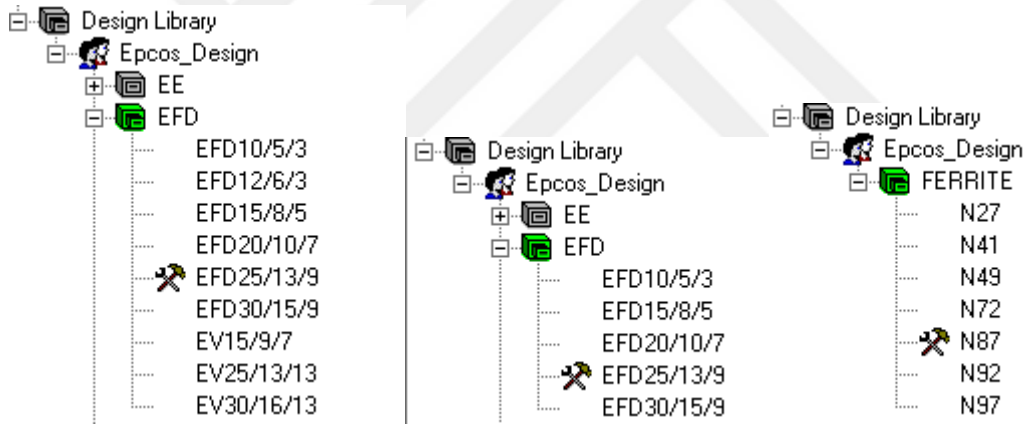 Design Library
Epcos_Design
EE
EFD
EFD10/5/3
EFD12/6/3
EFD15/8/5
EFD20/10/7
EFD25/13/9
EFD30/15/9
EV15/9/7
EV25/13/13
EV30/16/13
Design Library
Epcos_Design
EE
EFD
EFD10/5/3
EFD15/8/5
EFD20/10/7
EFD25/13/9
EFD30/15/9
Design Library
Epcos_Design
FERRITE
N27
N41
N49
N72
N87
N92
N97